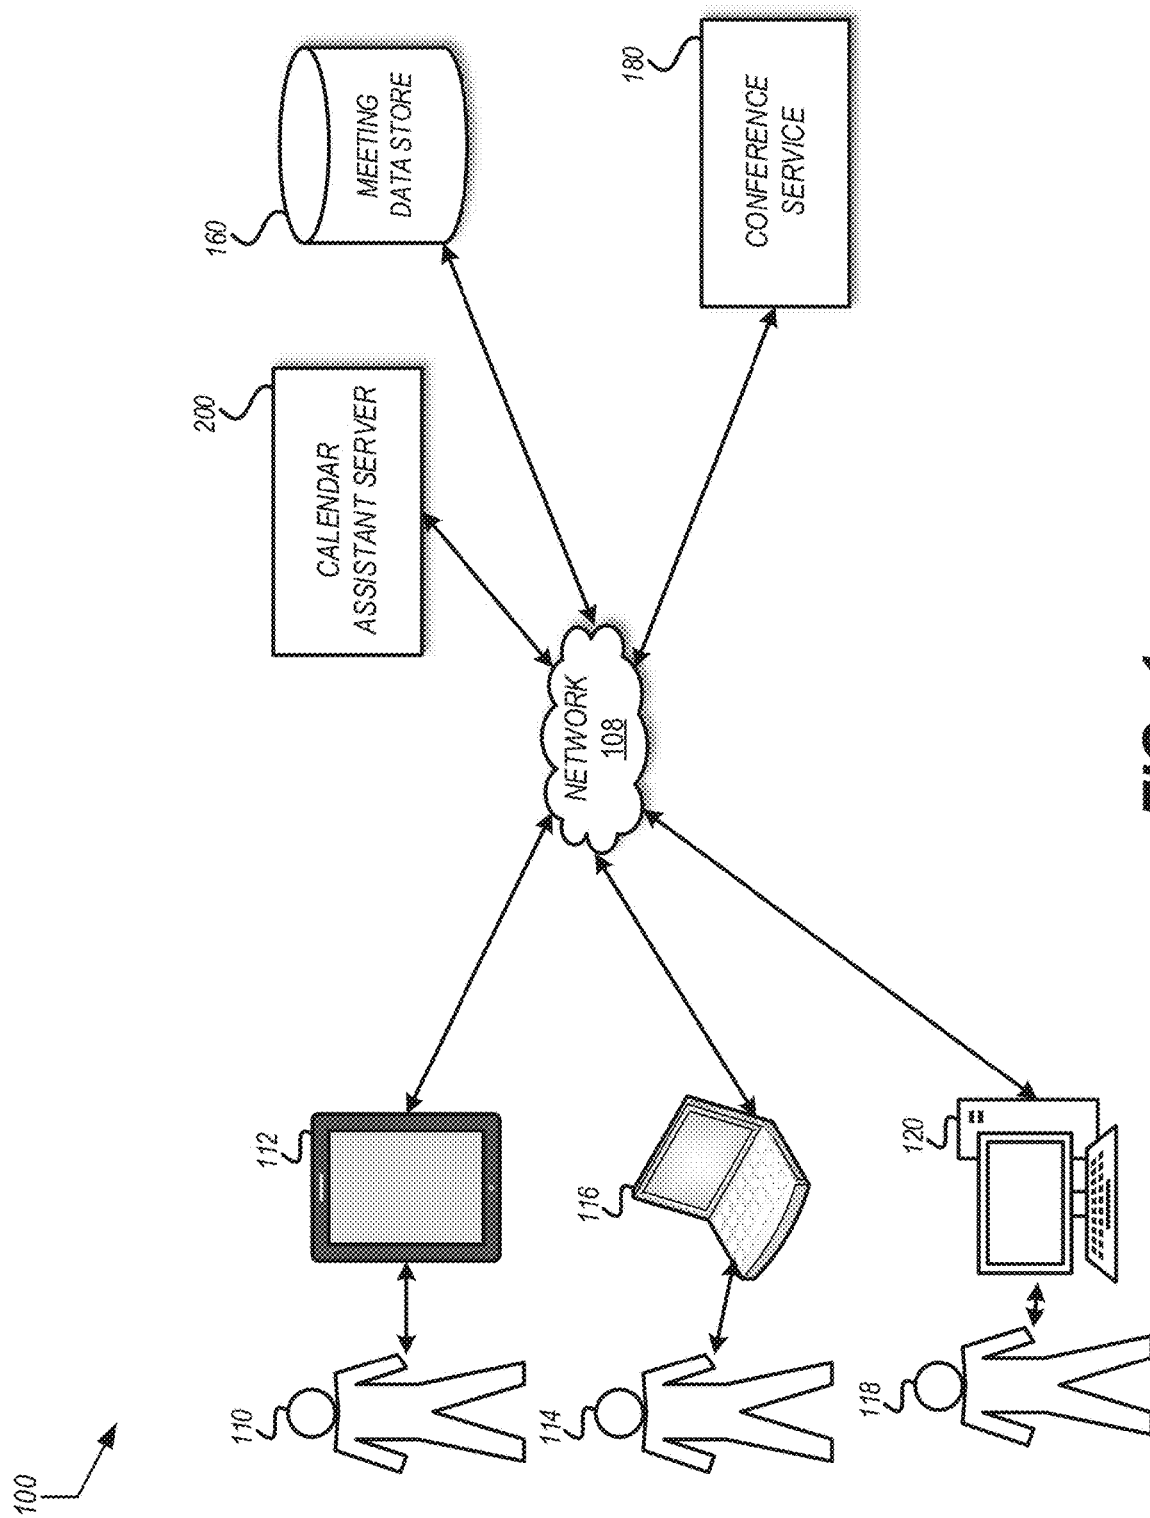 100
110
112
114
116
118
120
NETWORK
108
200
CALENDAR
ASSISTANT SERVER
160
MEETING
DATA STORE
180
CONFERENCE
SERVICE